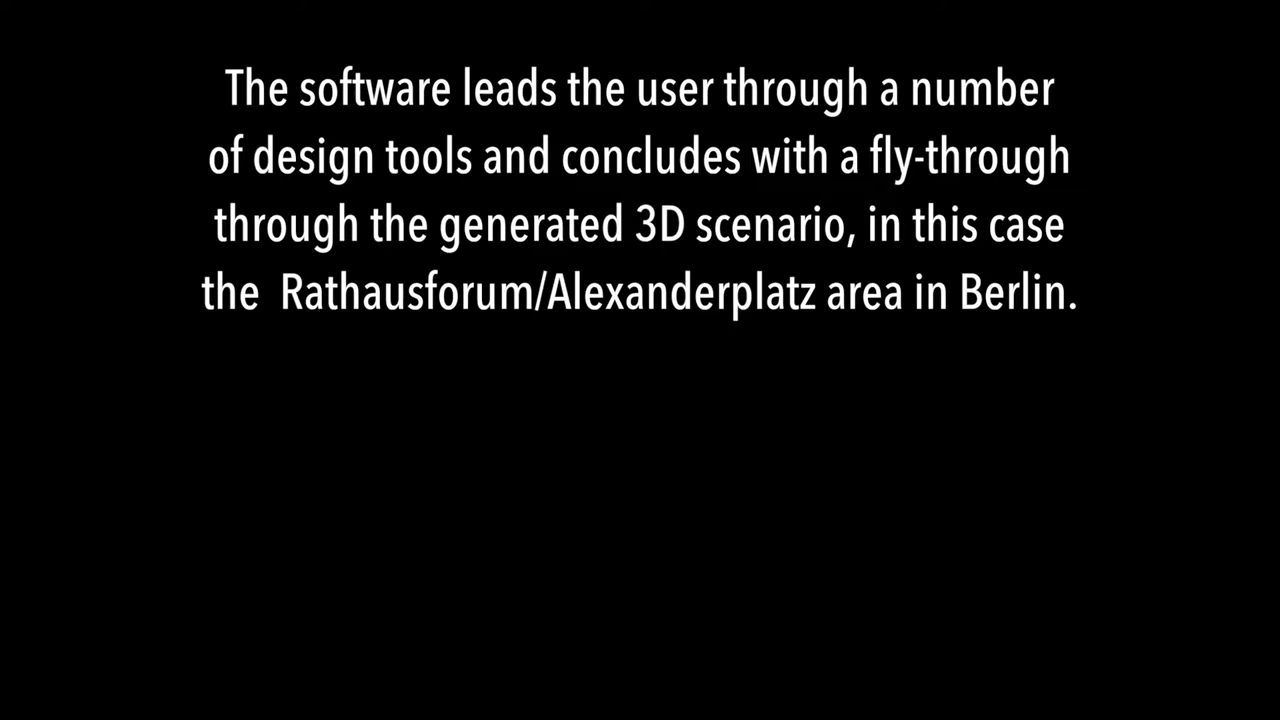 The software leads the user through a number
of design tools and concludes with a fly-through
through the generated 3D scenario, in this case
the  Rathausforum/Alexanderplatz area in Berlin.